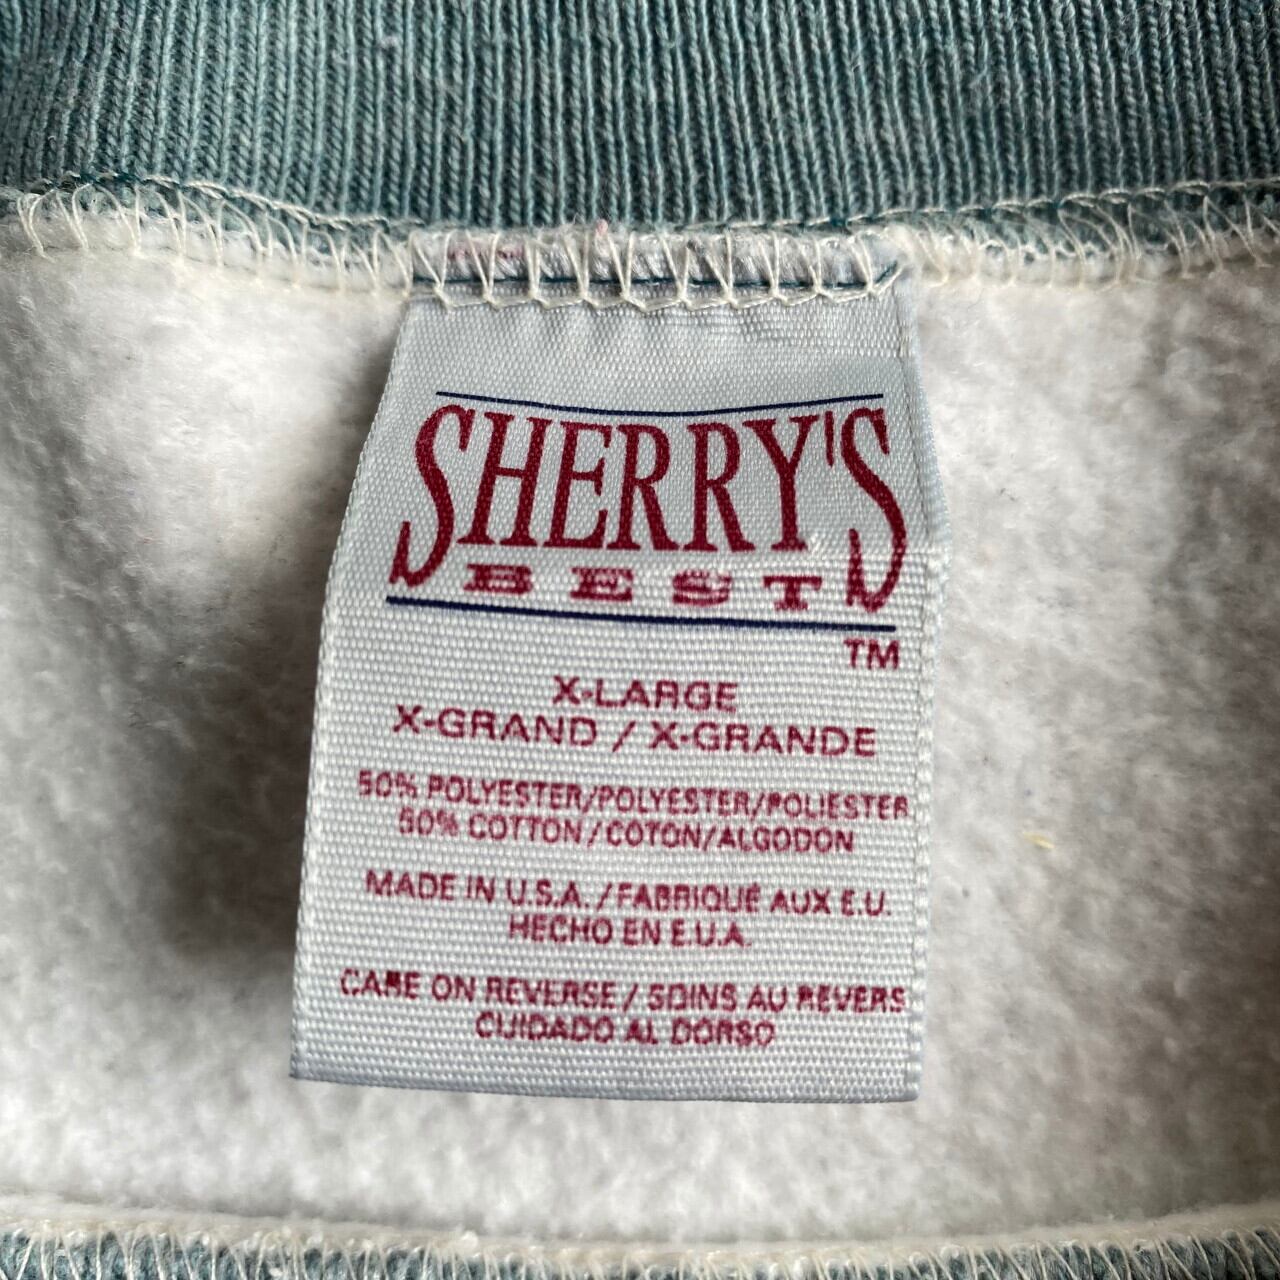 SHERRY'S
BEST
TM
X-LARGE
X-GRAND / X-GRANDE
50% POLYESTER/POLYESTER/POLIESTER
50% COTTON/COTON/ALGODON
MADE IN U.S.A. / FABRIQUÉ AUX E.U.
HECHO EN E.U.A.
CARE ON REVERSE / SOINS AU REVERS
CUIDADO AL DORSO